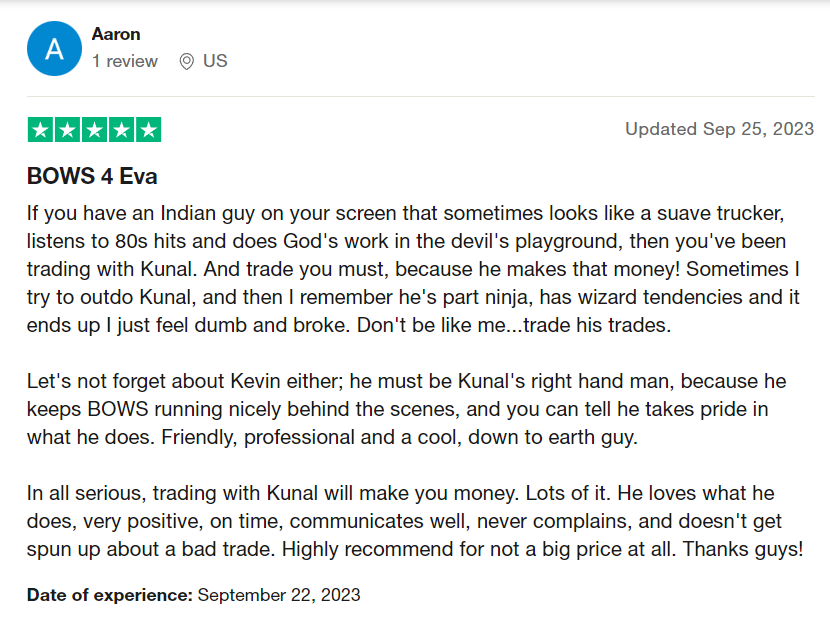 A
Aaron
1 review US
Updated Sep 25, 2023
BOWS 4 Eva
If you have an Indian guy on your screen that sometimes looks like a suave trucker,
listens to 80s hits and does God's work in the devil's playground, then you've been
trading with Kunal. And trade you must, because he makes that money! Sometimes I
try to outdo Kunal, and then I remember he's part ninja, has wizard tendencies and it
ends up I just feel dumb and broke. Don't be like me...trade his trades.
Let's not forget about Kevin either; he must be Kunal's right hand man, because he
keeps BOWS running nicely behind the scenes, and you can tell he takes pride in
what he does. Friendly, professional and a cool, down to earth guy.
In all serious, trading with Kunal will make you money. Lots of it. He loves what he
does, very positive, on time, communicates well, never complains, and doesn't get
spun up about a bad trade. Highly recommend for not a big price at all. Thanks guys!
Date of experience: September 22, 2023